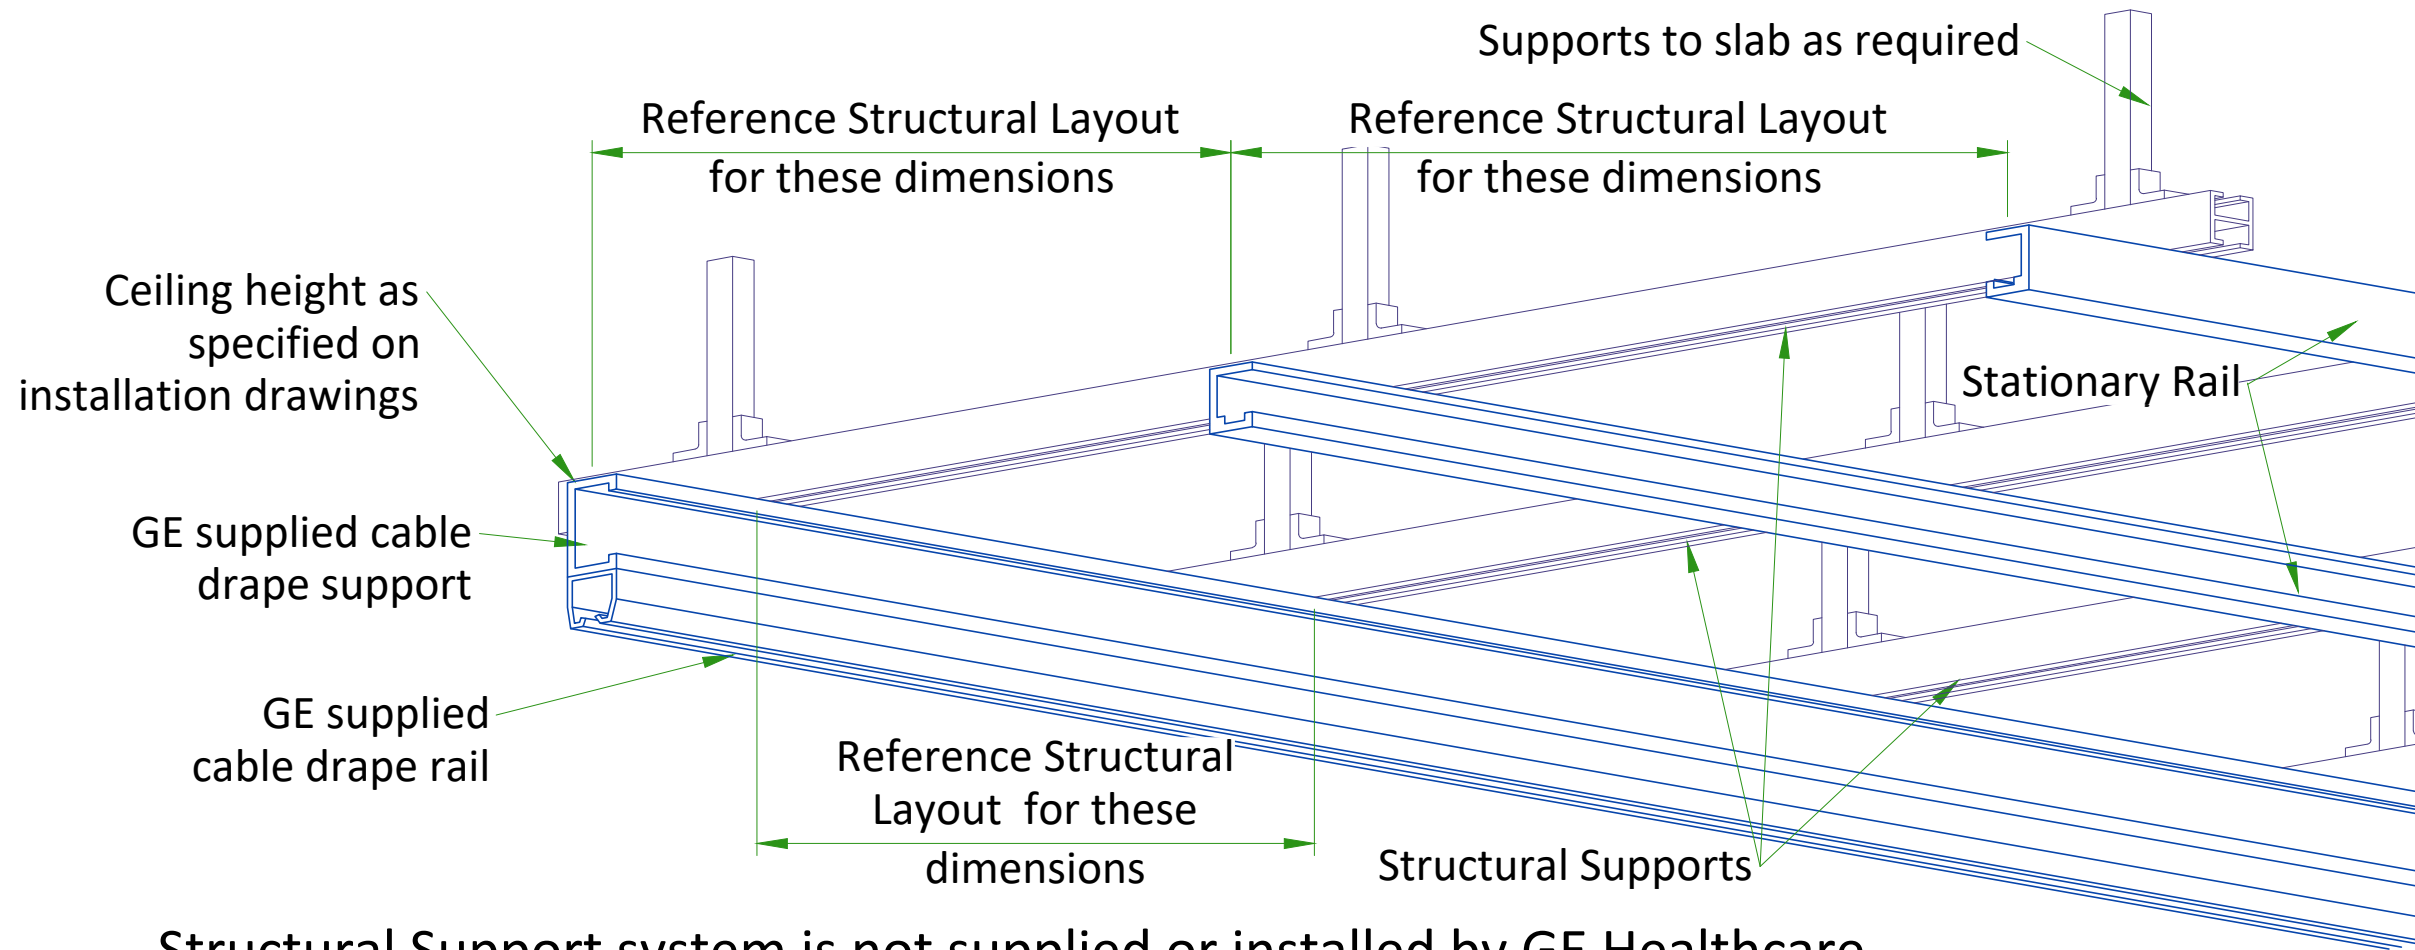 Supports to slab as required
Reference Structural Layout
for these dimensions
Reference Structural Layout
for these dimensions
Ceiling height as
specified on
installation drawings
Stationary Rail
GE supplied cable
drape support
GE supplied
cable drape rail
Reference Structural
Layout for these
dimensions
Structural Supports
Structural Support system is not supplied or installed by GE Healthcare